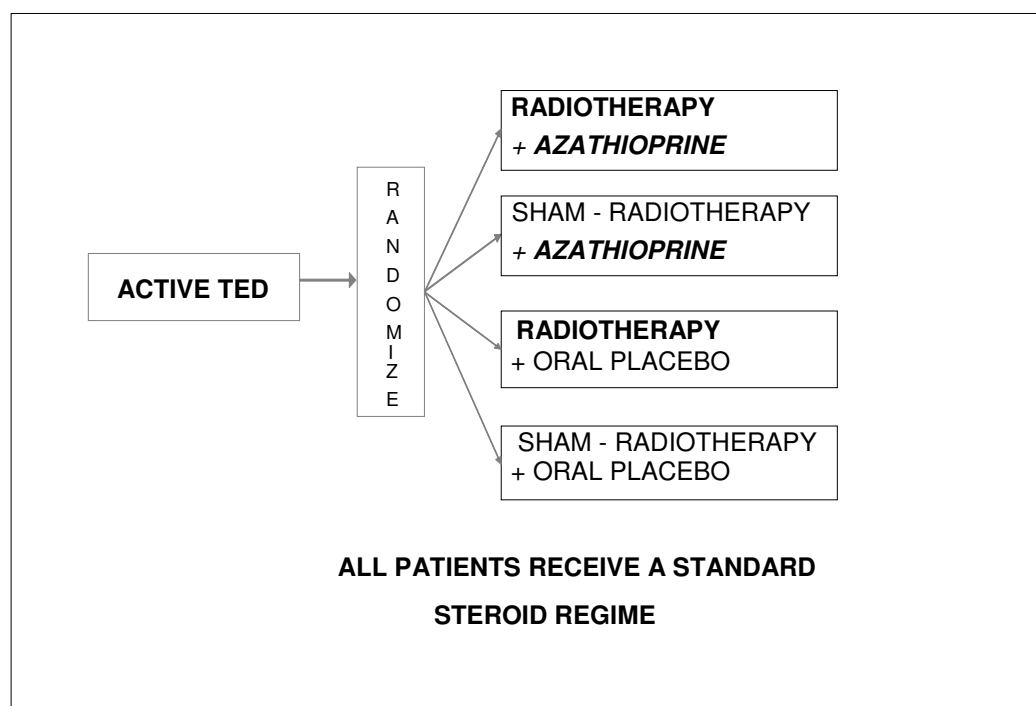 ACTIVE TED
R
A
N
D
O
M
I
Z
E
RADIOTHERAPY
+ AZATHIOPRINE
SHAM - RADIOTHERAPY
+ AZATHIOPRINE
RADIOTHERAPY
+ ORAL PLACEBO
SHAM - RADIOTHERAPY
+ ORAL PLACEBO
ALL PATIENTS RECEIVE A STANDARD
STEROID REGIME